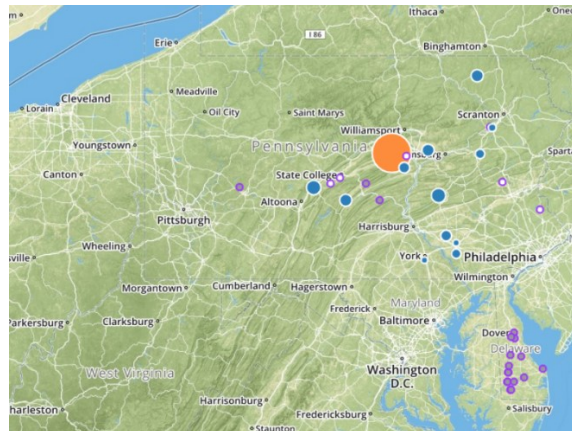 Ithaca
I 86
Erie
Binghamton
Meadville
Lorain
Cleveland
Oil City
Saint Marys
Scranton
Williamsport
Youngstown
Pennsylvania
nsburg
Canton
State College
Altoona
Pittsburgh
Harrisburg
Wheeling
York
Philadelphia
Wilmington
Morgantown
Cumberland
Hagerstown
Frederick
Maryland
Baltimore
Parkersburg
Clarksburg
Dover
Delaware
Washington
D.C.
West Virginia
Harrisonburg
Salisbury
Fredericksburg
Staunton